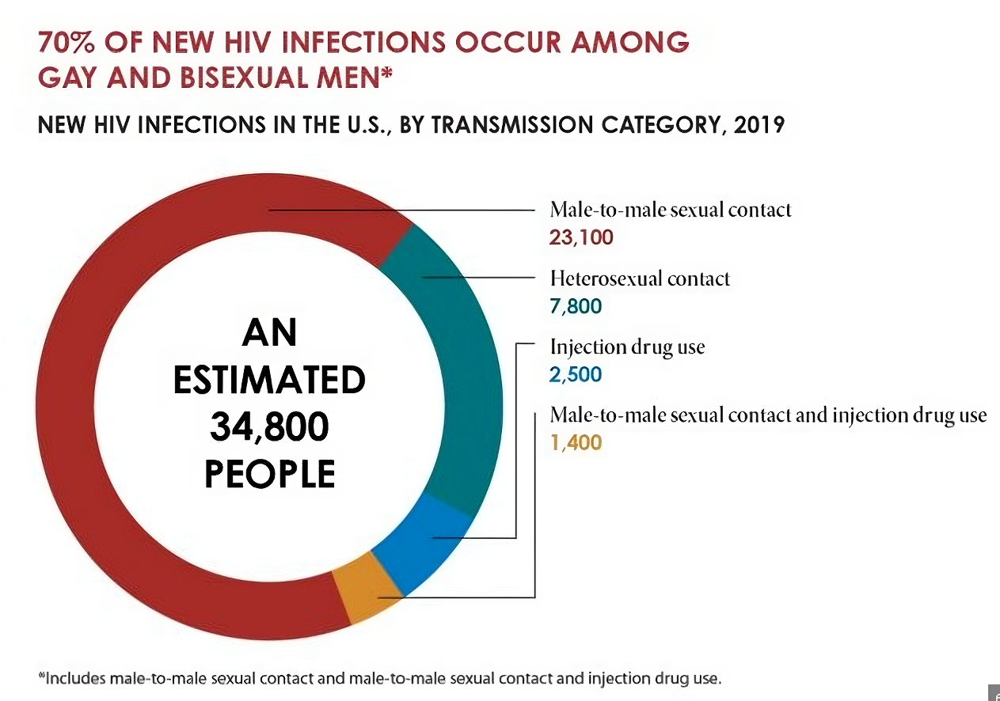 70% OF NEW HIV INFECTIONS OCCUR AMONG
GAY AND BISEXUAL MEN*
NEW HIV INFECTIONS IN THE U.S., BY TRANSMISSION CATEGORY, 2019
Male-to-male sexual contact
23,100
Heterosexual contact
7,800
Injection drug use
2,500
Male-to-male sexual contact and injection drug use
1,400
AN
ESTIMATED
34,800
PEOPLE
*Includes male-to-male sexual contact and male-to-male sexual contact and injection drug use.